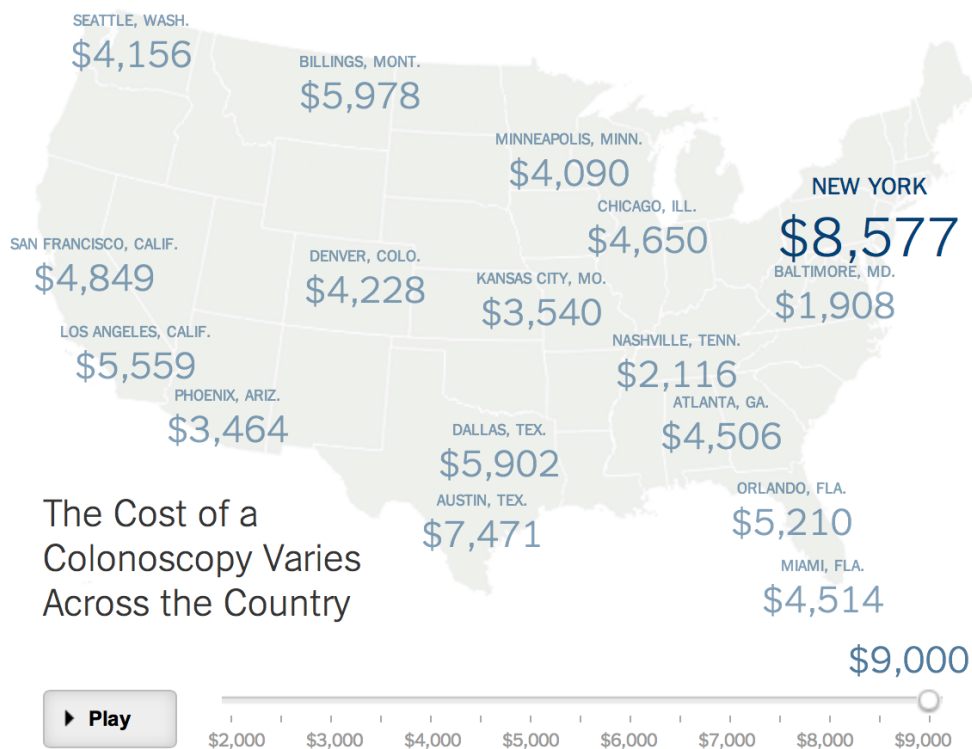 SEATTLE, WASH.
$4,156
BILLINGS, MONT.
$5,978
MINNEAPOLIS, MINN.
$4,090
NEW YORK
$8,577
CHICAGO, ILL.
$4,650
SAN FRANCISCO, CALIF.
$4,849
DENVER, COLO.
$4,228
KANSAS CITY, MO.
$3,540
BALTIMORE, MD.
$1,908
LOS ANGELES, CALIF.
$5,559
NASHVILLE, TENN.
$2,116
PHOENIX, ARIZ.
$3,464
ATLANTA, GA.
$4,506
DALLAS, TEX.
$5,902
AUSTIN, TEX.
$7,471
ORLANDO, FLA.
$5,210
MIAMI, FLA.
$4,514
The Cost of a
Colonoscopy Varies
Across the Country
$9,000
Play
$2,000 $3,000 $4,000 $5,000 $6,000 $7,000 $8,000 $9,000